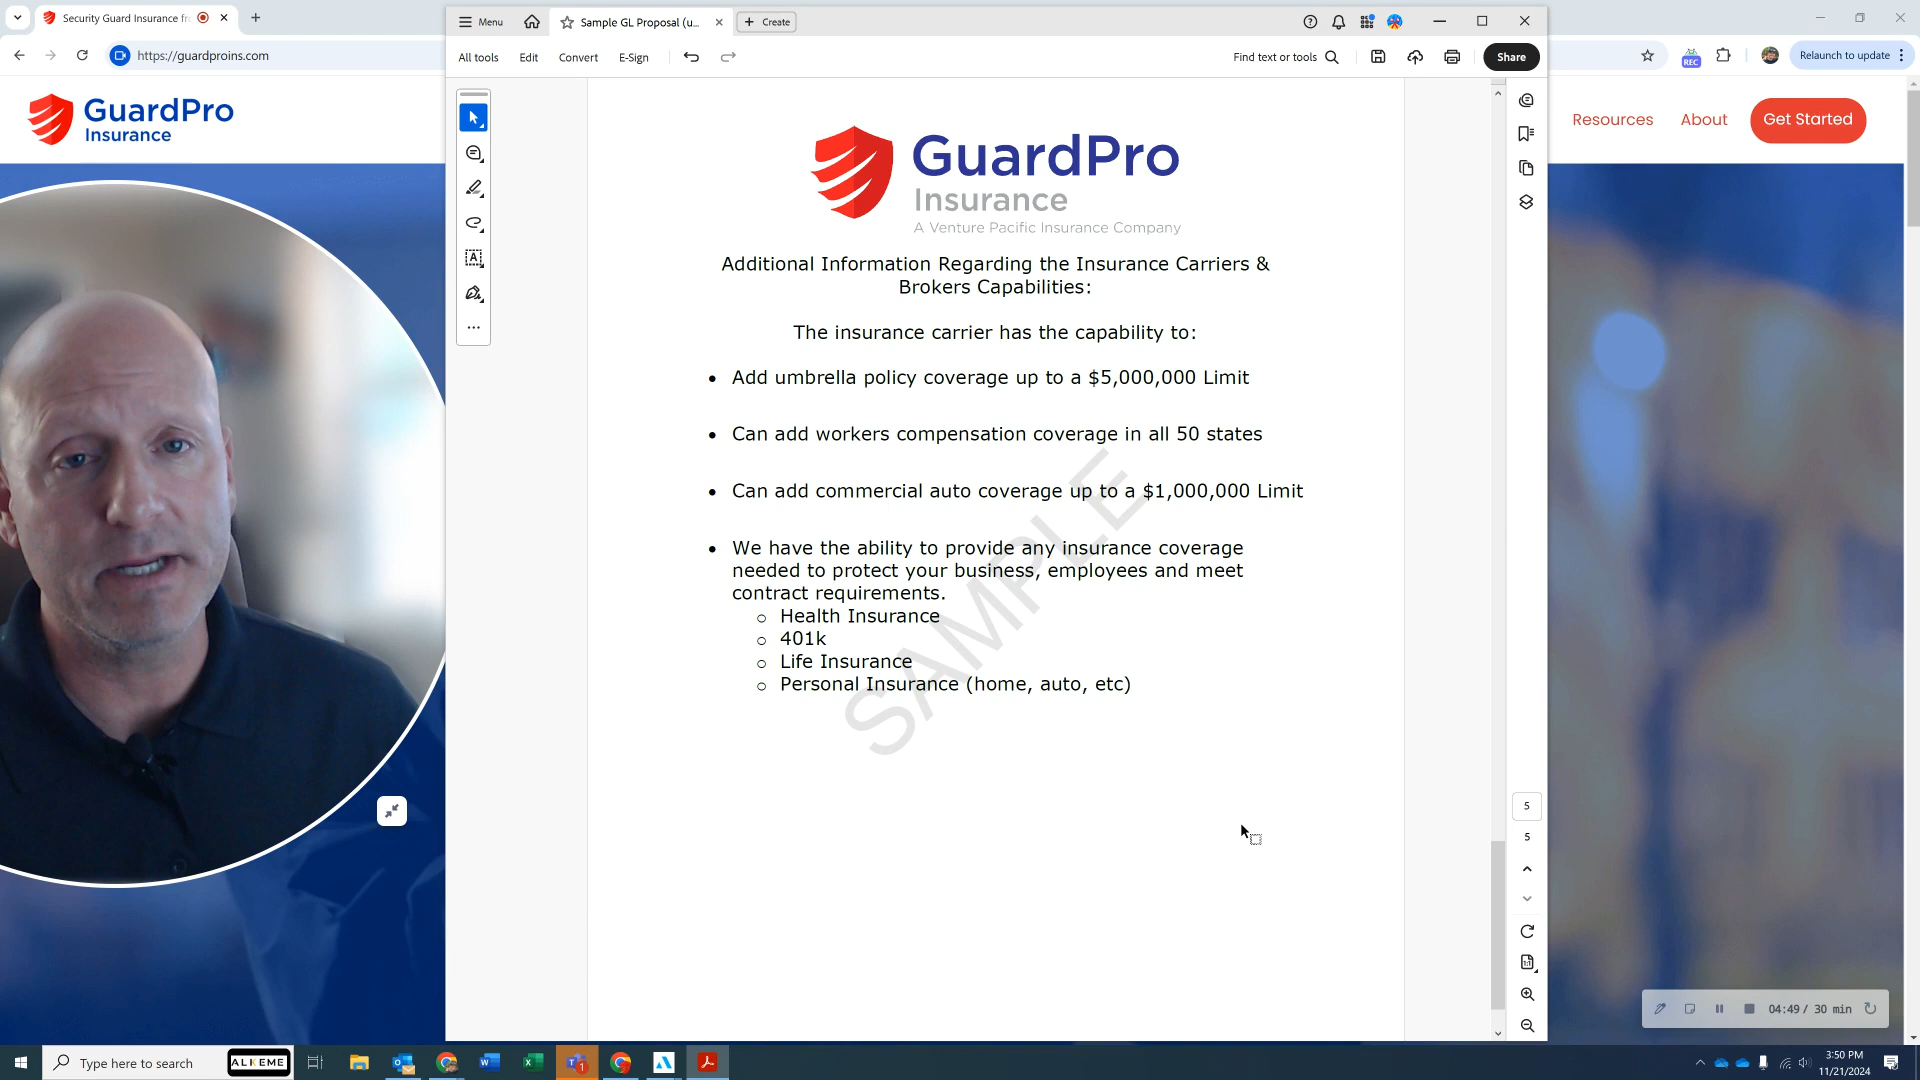 Security Guard Insurance fr
Menu
Sample GL Proposal (u...
Create
https://guardproins.com
All tools
Edit
Convert
E-Sign
Find text or tools
Share
REC
Relaunch to update
GuardPro
Insurance
Resources
About
Get Started
GuardPro
Insurance
A Venture Pacific Insurance Company
Additional Information Regarding the Insurance Carriers &
Brokers Capabilities:
The insurance carrier has the capability to:
• Add umbrella policy coverage up to a $5,000,000 Limit
• Can add workers compensation coverage in all 50 states
• Can add commercial auto coverage up to a $1,000,000 Limit
• We have the ability to provide any insurance coverage
needed to protect your business, employees and meet
contract requirements.
o Health Insurance
o 401k
o Life Insurance
o Personal Insurance (home, auto, etc)
SAMPLE
5
5
04:49 / 30 min
Type here to search
ALKEME
1
3:50 PM
11/21/2024